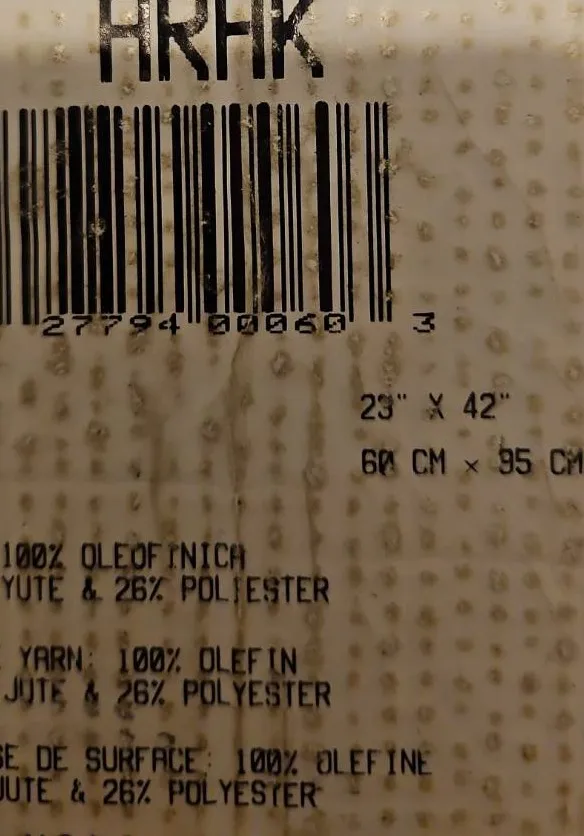 ARAK
27794 00060 3
23" X 42"
60 CM × 95 CM
100% OLEOFINICA
YUTE & 26% POLIESTER
YARN: 100% OLEFIN
JUTE & 26% POLYESTER
SE DE SURFACE: 100% OLEFINE
JUTE & 26% POLYESTER